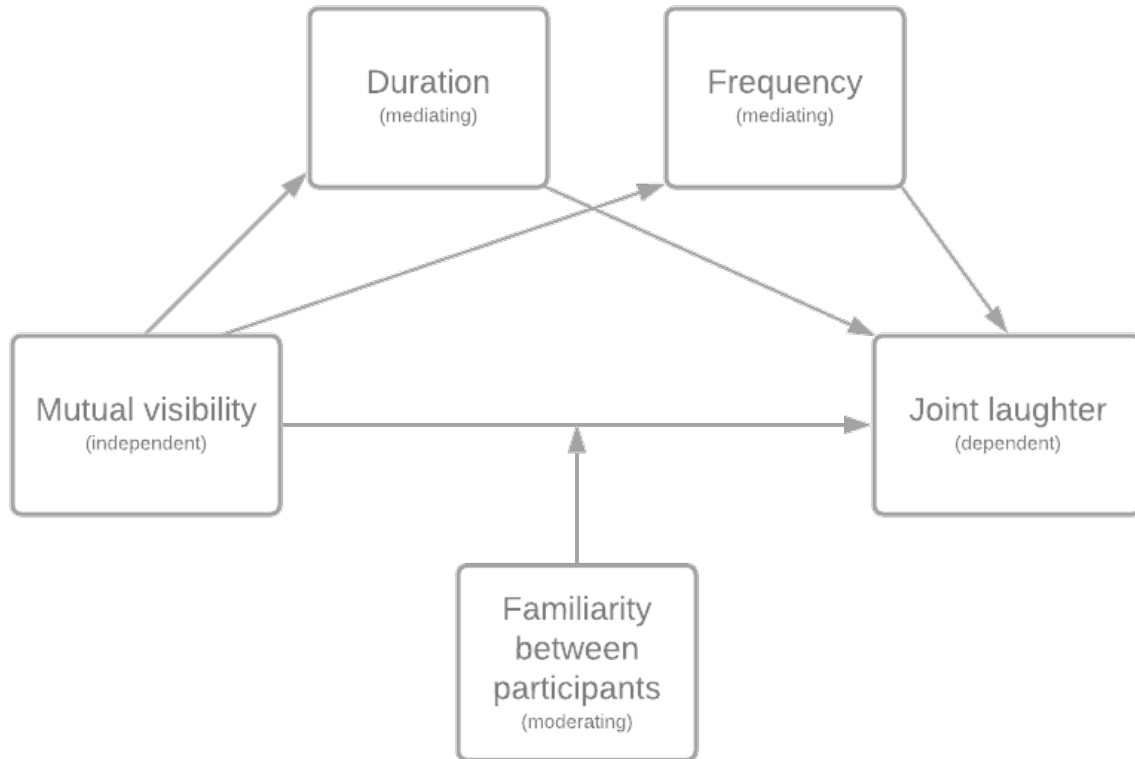 Duration
(mediating)
Frequency
(mediating)
Mutual visibility
(independent)
Joint laughter
(dependent)
Familiarity
between
participants
(moderating)